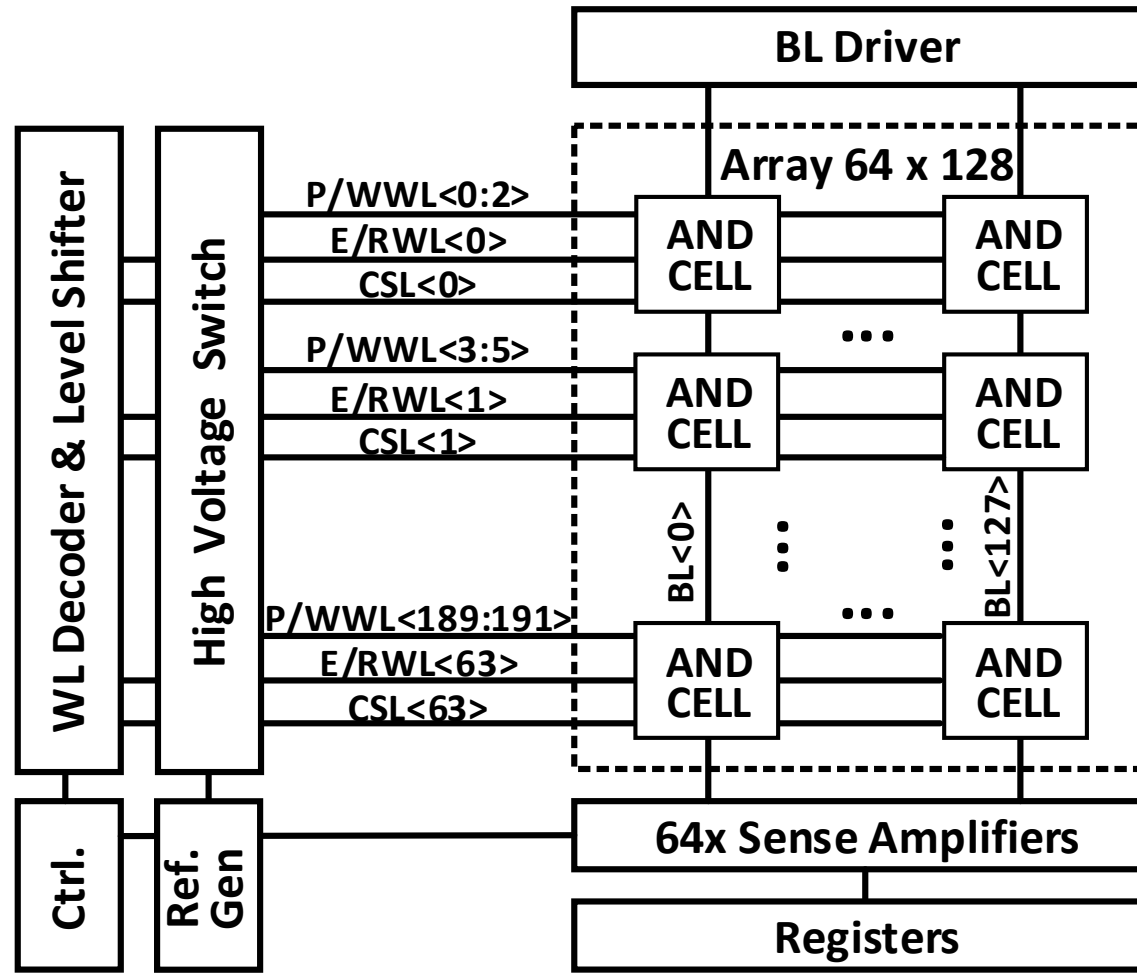 BL Driver
WL Decoder & Level Shifter
High Voltage Switch
Array 64 x 128
P/WWL<0:2>
E/RWL<0>
CSL<0>
AND
CELL
AND
CELL
...
P/WWL<3:5>
E/RWL<1>
CSL<1>
AND
CELL
AND
CELL
BL<0>
...
...
BL<127>
...
P/WWL<189:191>
E/RWL<63>
CSL<63>
AND
CELL
AND
CELL
Ctrl.
Ref.
Gen
64x Sense Amplifiers
Registers